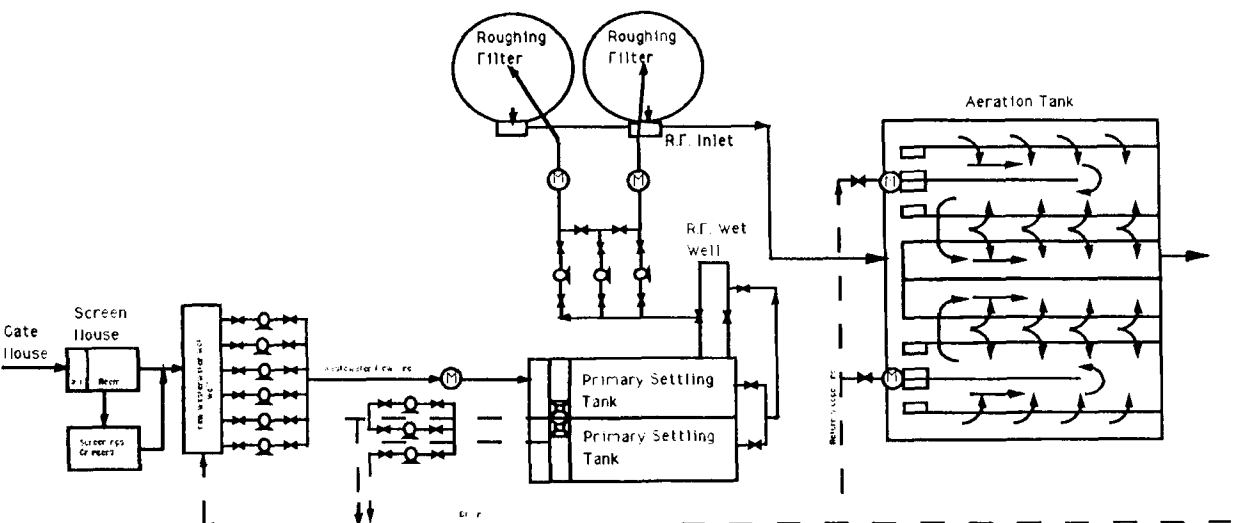 Roughing
Filter
Roughing
Filter
Aeration Tank
R.F. Inlet
M
M
M
R.F. Wet
Well
Screen
House
Gate
House
M
Primary Settling
Tank
Primary Settling
Tank
M